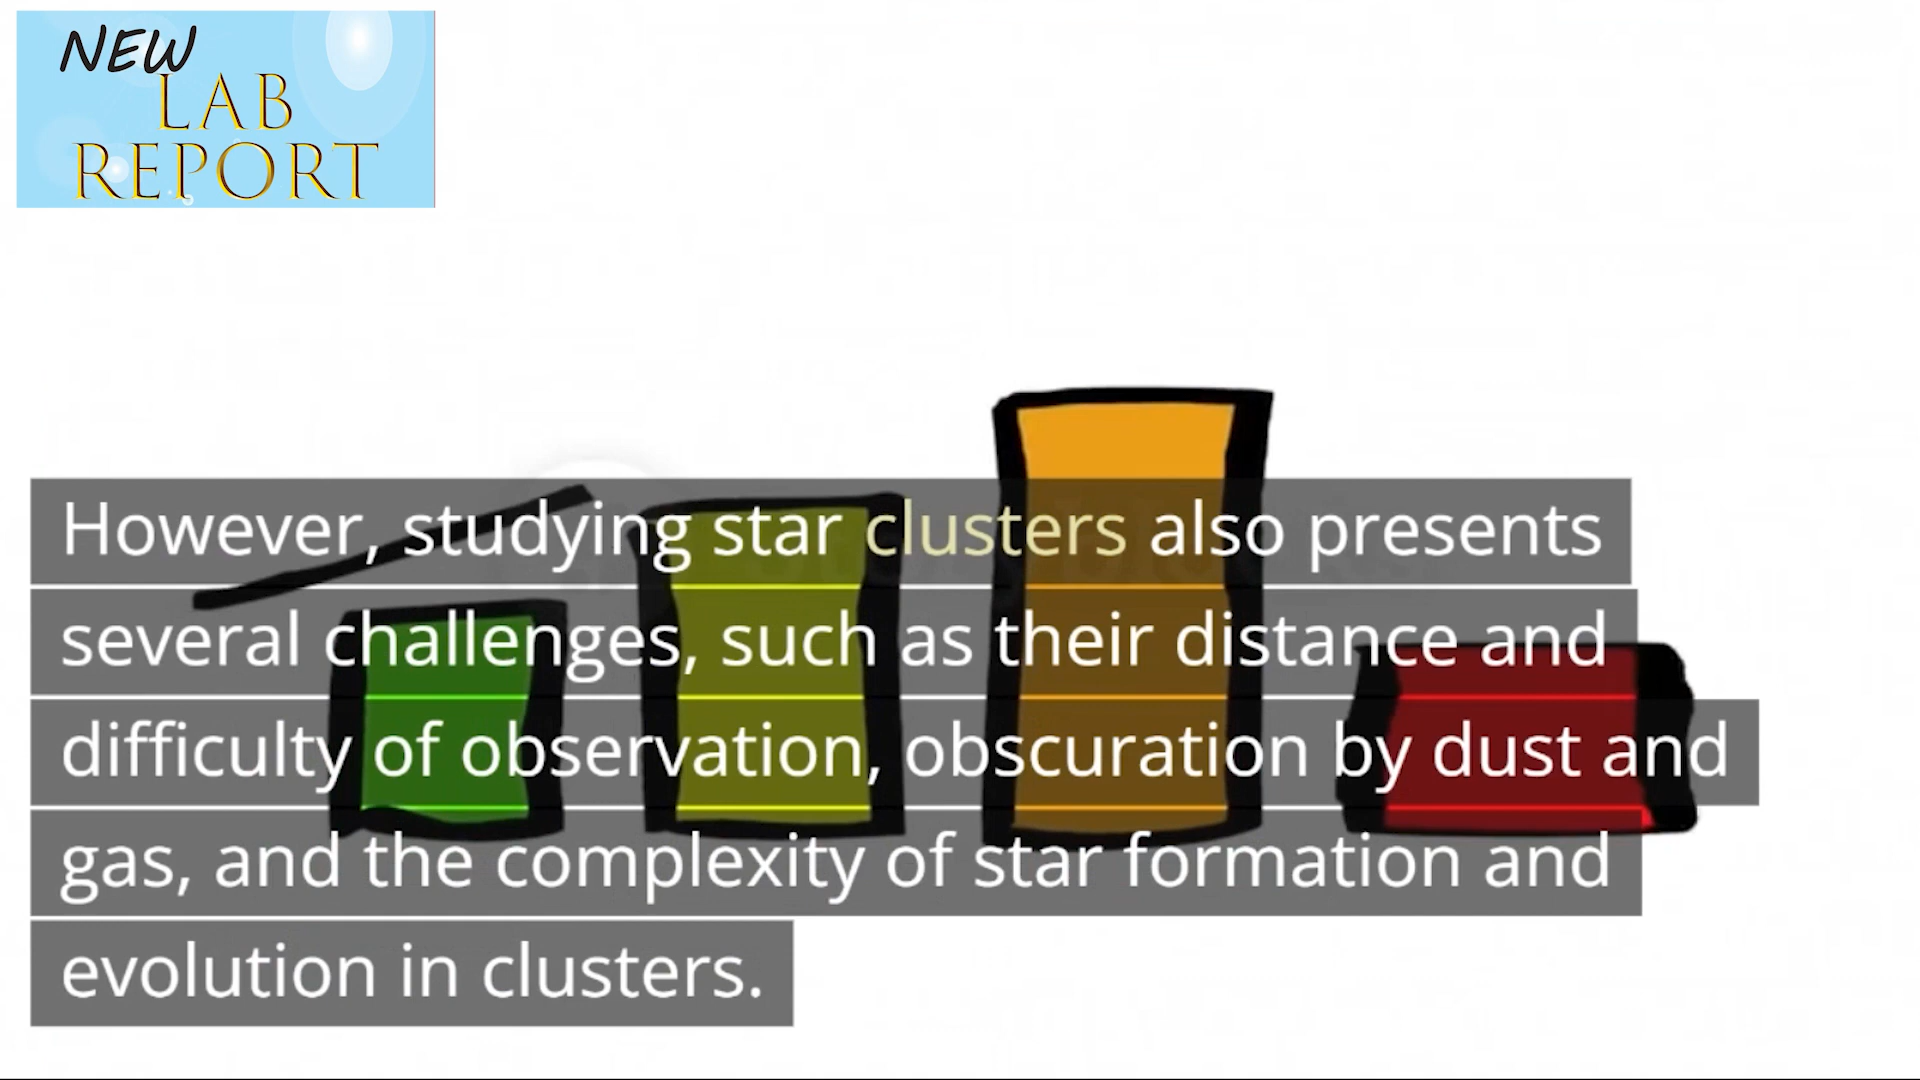 NEW
LAB
REPORT
However, studying star clusters also presents
several challenges, such as their distance and
difficulty of observation, obscuration by dust and
gas, and the complexity of star formation and
evolution in clusters.